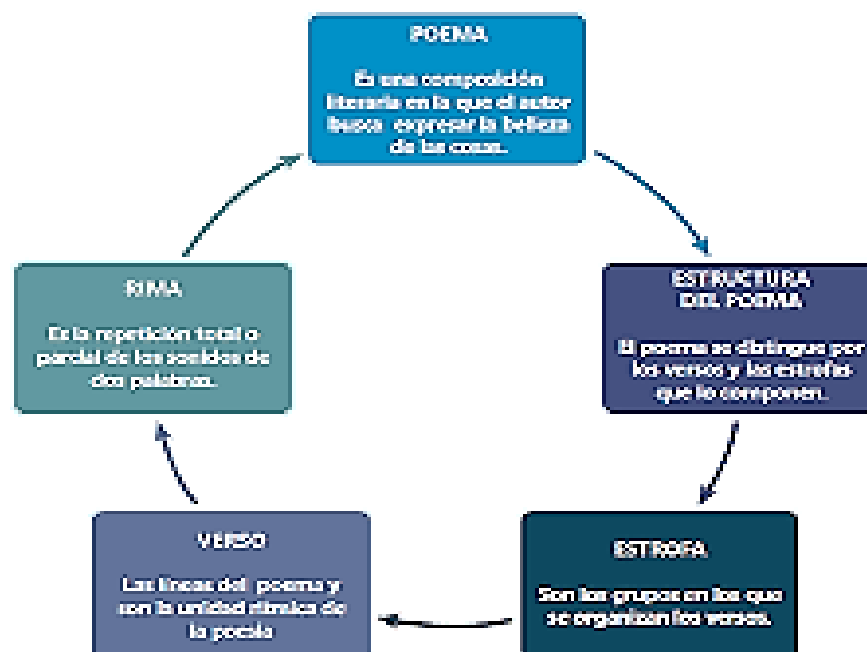 POEMA
Es una composición
literaria en la que el autor
busca expresar la belleza
de las cosas.
ESTRUCTURA
DEL POEMA
El poema se distingue por
los versos y las estrofas
que lo componen.
ESTROFA
Son los grupos en los que
se organizan los versos.
VERSO
Las líneas del poema y
son la unidad rítmica de
la poesía
RIMA
Es la repetición total o
parcial de los sonidos de
dos palabras.